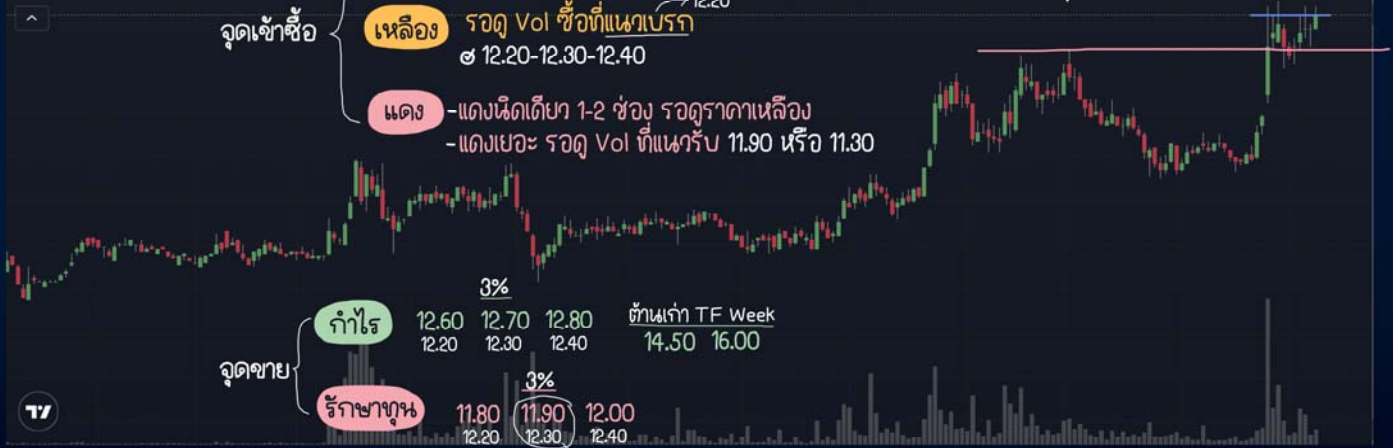 12.20
จุดเข้าซื้อ
เหลือง
รอดู Vol ซื้อที่แนวเบรก
12.20-12.30-12.40
แดง
-แดงนิดเดียว 1-2 ช่อง รอดูราคาเหลือง
-แดงเยอะ รอดู Vol ที่แนวรับ 11.90 หรือ 11.30
3%
จุดขาย
กำไร
12.60 12.70 12.80
12.20 12.30 12.40
ต้านเก่า TF Week
14.50 16.00
3%
รักษาทุน
11.80 11.90 12.00
12.20 12.30 12.40